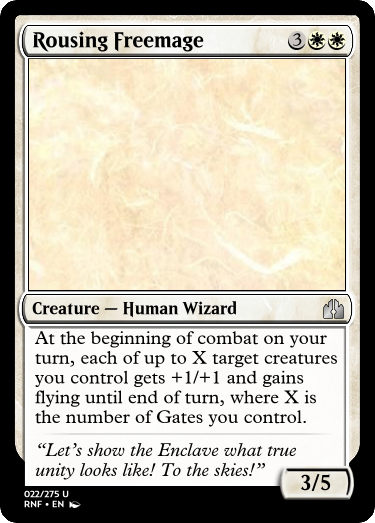 Rousing Freemage 3
Creature — Human Wizard
At the beginning of combat on your
turn, each of up to X target creatures
you control gets +1/+1 and gains
flying until end of turn, where X is
the number of Gates you control.
“Let’s show the Enclave what true
unity looks like! To the skies!”
3/5
022/275 U
RNF • EN